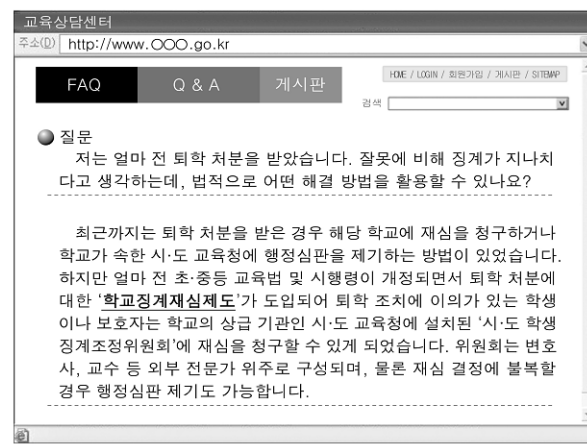 교육상담센터
주소(D) http://www.OOO.go.kr
HOME / LOGIN / 회원가입 / 게시판 / SITEMAP
FAQ Q & A 게시판
검색
질문
저는 얼마 전 퇴학 처분을 받았습니다. 잘못에 비해 징계가 지나치
다고 생각하는데, 법적으로 어떤 해결 방법을 활용할 수 있나요?
최근까지는 퇴학 처분을 받은 경우 해당 학교에 재심을 청구하거나
학교가 속한 시·도 교육청에 행정심판을 제기하는 방법이 있었습니다.
하지만 얼마 전 초·중등 교육법 및 시행령이 개정되면서 퇴학 처분에
대한 '학교징계재심제도'가 도입되어 퇴학 조치에 이의가 있는 학생
이나 보호자는 학교의 상급 기관인 시·도 교육청에 설치된 '시·도 학생
징계조정위원회'에 재심을 청구할 수 있게 되었습니다. 위원회는 변호
사, 교수 등 외부 전문가 위주로 구성되며, 물론 재심 결정에 불복할
경우 행정심판 제기도 가능합니다.